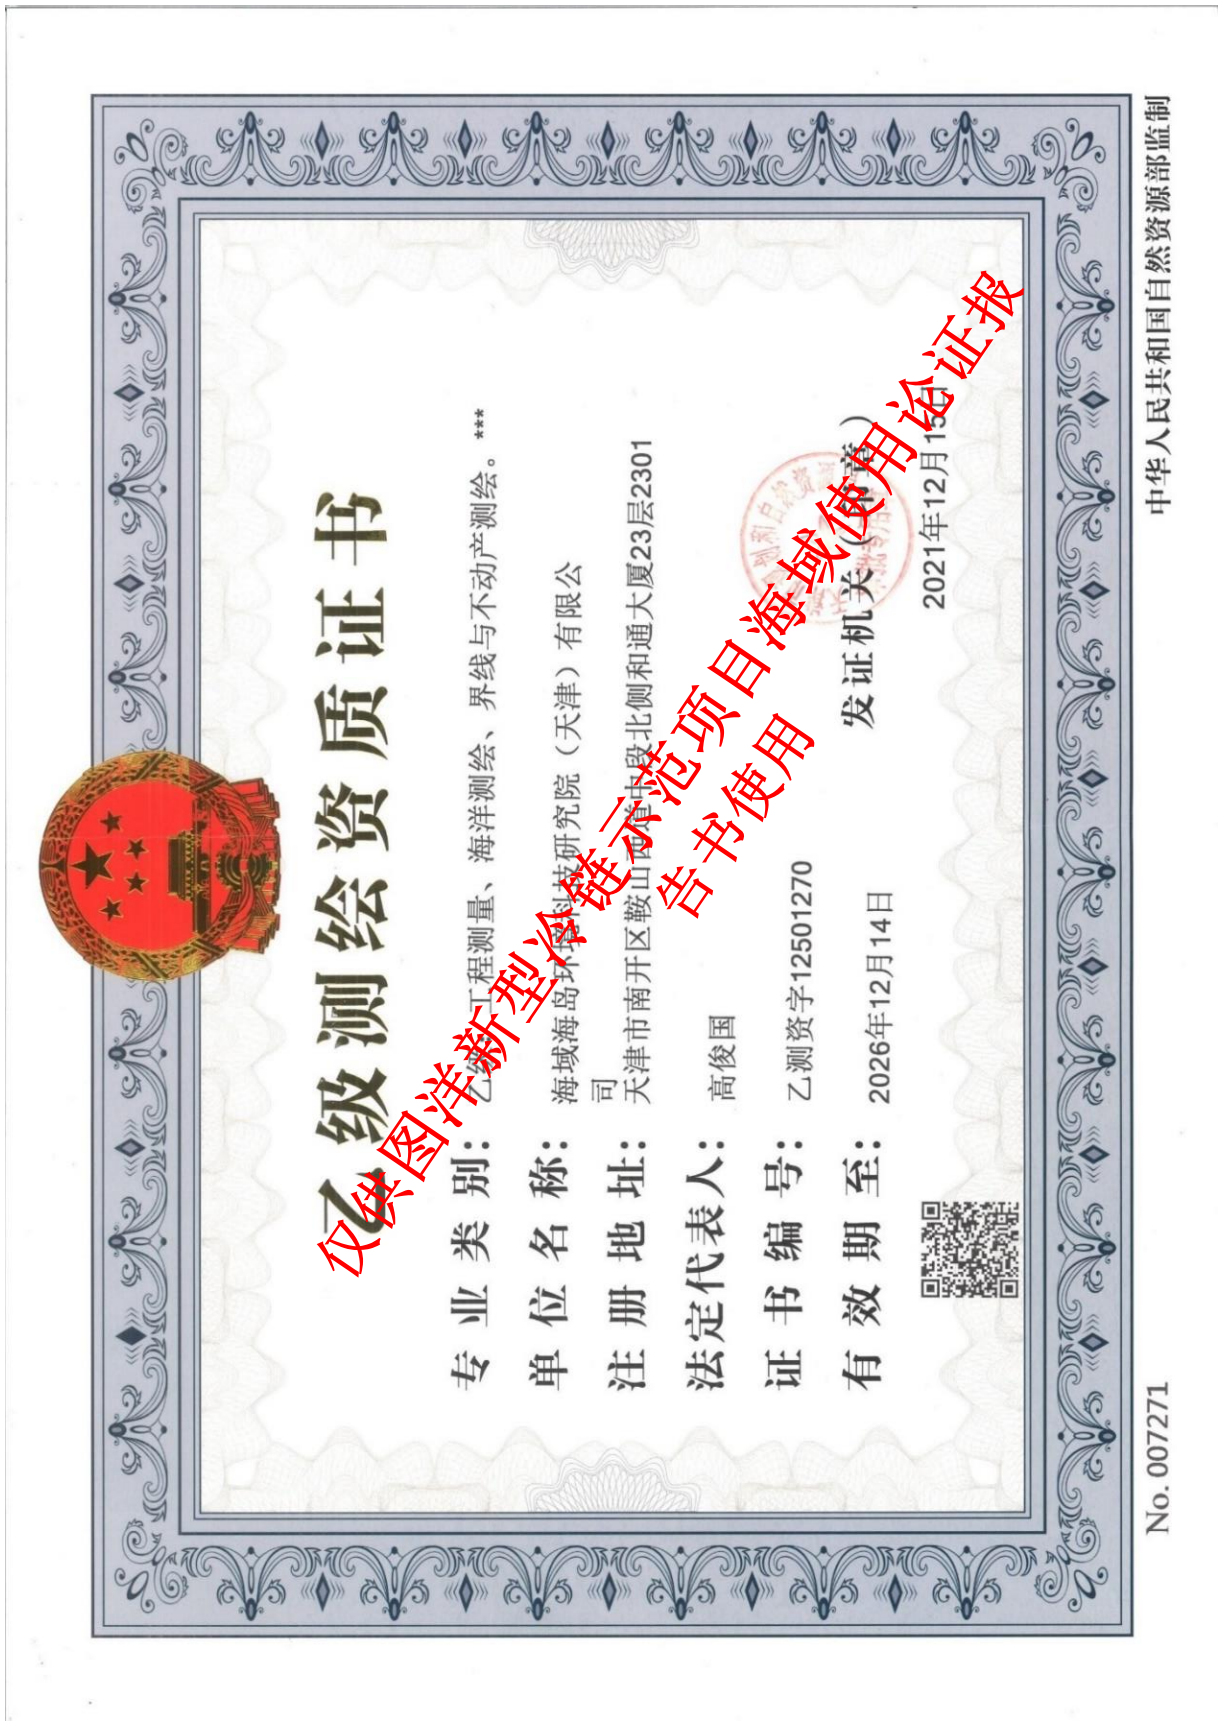 乙级测绘资质证书
专业类别：乙级：工程测量、海洋测绘、界线与不动产测绘。***
单位名称：海域海岛环境科技研究院（天津）有限公
司
注册地址：天津市南开区鞍山西道中段北侧和通大厦23层2301
法定代表人：高俊国
证书编号：乙测资字12501270
有效期至：2026年12月14日
发证机关（印章）
2021年12月15日
No. 007271
中华人民共和国自然资源部监制
仅供图洋新型冷链示范项目海域使用论证报
告书使用